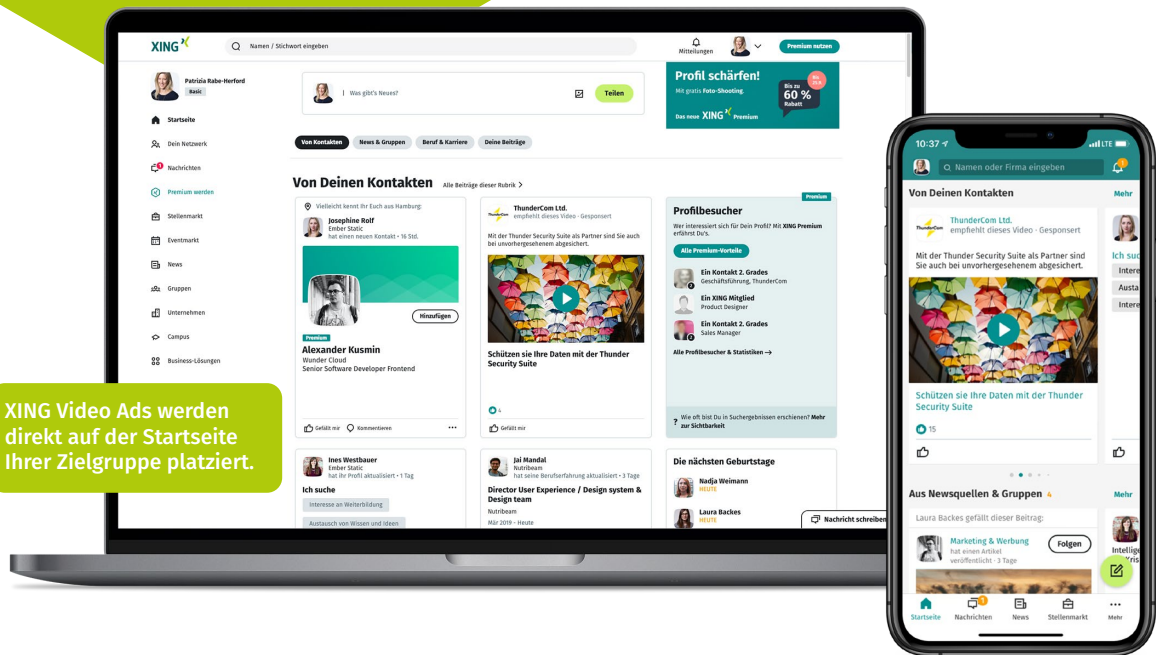 XING
Namen / Stichwort eingeben
Mitteilungen
Premium nutzen
Patrizia Rabe-Herford
Basic
Startseite
Dein Netzwerk
Nachrichten
Premium werden
Stellenmarkt
Eventmarkt
News
Gruppen
Unternehmen
Campus
Business-Lösungen
Was gibt's Neues?
Teilen
Profil schärfen!
Mit gratis Foto-Shooting.
Das neue XING Premium
Bis zu
60 %
Rabatt
Von Kontakten
News & Gruppen
Beruf & Karriere
Deine Beiträge
Von Deinen Kontakten
Alle Beiträge dieser Rubrik >
Vielleicht kennt Ihr Euch aus Hamburg:
Josephine Rolf
Ember Static
hat einen neuen Kontakt • 16 Std.
Hinzufügen
Premium
Alexander Kusmin
Wunder Cloud
Senior Software Developer Frontend
Gefällt mir
Kommentieren
ThunderCom
ThunderCom Ltd.
empfiehlt dieses Video · Gesponsert
Mit der Thunder Security Suite als Partner sind Sie auch
bei unvorhergesehenem abgesichert.
Schützen sie Ihre Daten mit der Thunder
Security Suite
4
Gefällt mir
Premium
Profilbesucher
Wer interessiert sich für Dein Profil? Mit XING Premium
erfährst Du's.
Alle Premium-Vorteile
Ein Kontakt 2. Grades
Geschäftsführung, ThunderCom
Ein XING Mitglied
Product Designer
Ein Kontakt 2. Grades
Sales Manager
Alle Profilbesucher & Statistiken →
? Wie oft bist Du in Suchergebnissen erschienen? Mehr
zur Sichtbarkeit
Ines Westbauer
Ember Static
hat ihr Profil aktualisiert • 1 Tag
Ich suche
Interesse an Weiterbildung
Austausch von Wissen und Ideen
Jai Mandal
Nutribeam
hat seine Berufserfahrung aktualisiert • 3 Tage
Director User Experience / Design system &
Design team
Nutribeam
Mär 2019 - Heute
Die nächsten Geburtstage
Nadja Weimann
HEUTE
Laura Backes
HEUTE
Nachricht schreiben
XING Video Ads werden
direkt auf der Startseite
Ihrer Zielgruppe platziert.
10:37
LTE
Namen oder Firma eingeben
Von Deinen Kontakten
Mehr
ThunderCom
ThunderCom Ltd.
empfiehlt dieses Video · Gesponsert
Mit der Thunder Security Suite als Partner sind
Sie auch bei unvorhergesehenem abgesichert.
Schützen sie Ihre Daten mit der Thunder
Security Suite
15
Ich suc
Intere
Austa
Intere
Aus Newsquellen & Gruppen 4
Mehr
Laura Backes gefällt dieser Beitrag:
Marketing & Werbung
hat einen Artikel
veröffentlicht · 3 Tage
Folgen
Intellige
Startseite
Nachrichten
1
News
Stellenmarkt
Mehr